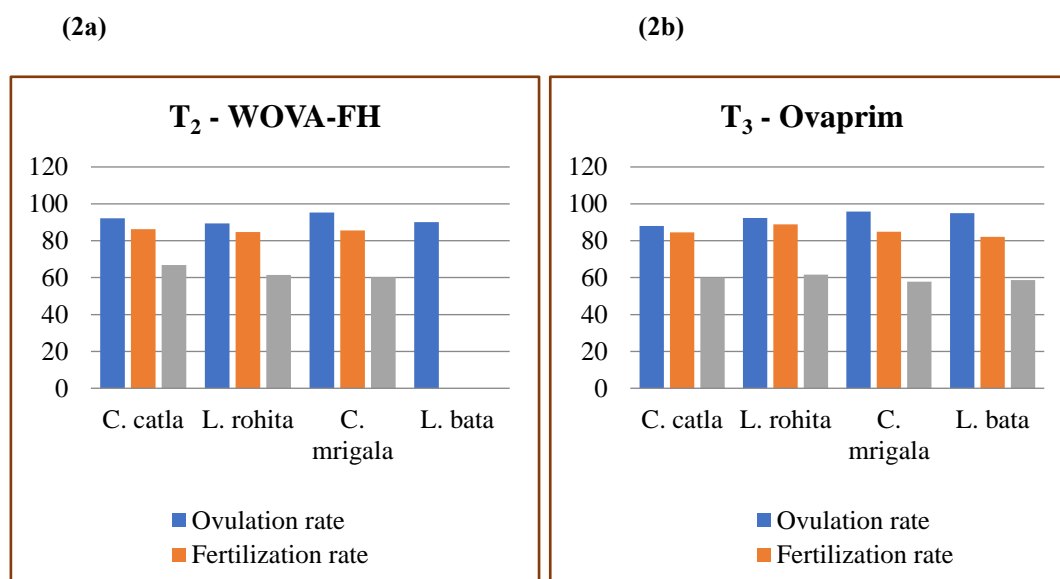 (2a)
(2b)
T₂ - WOVA-FH
120
100
80
60
40
20
0
C. catla L. rohita C. mrigala L. bata
Ovulation rate
Fertilization rate
T₃ - Ovaprim
120
100
80
60
40
20
0
C. catla L. rohita C. mrigala L. bata
Ovulation rate
Fertilization rate